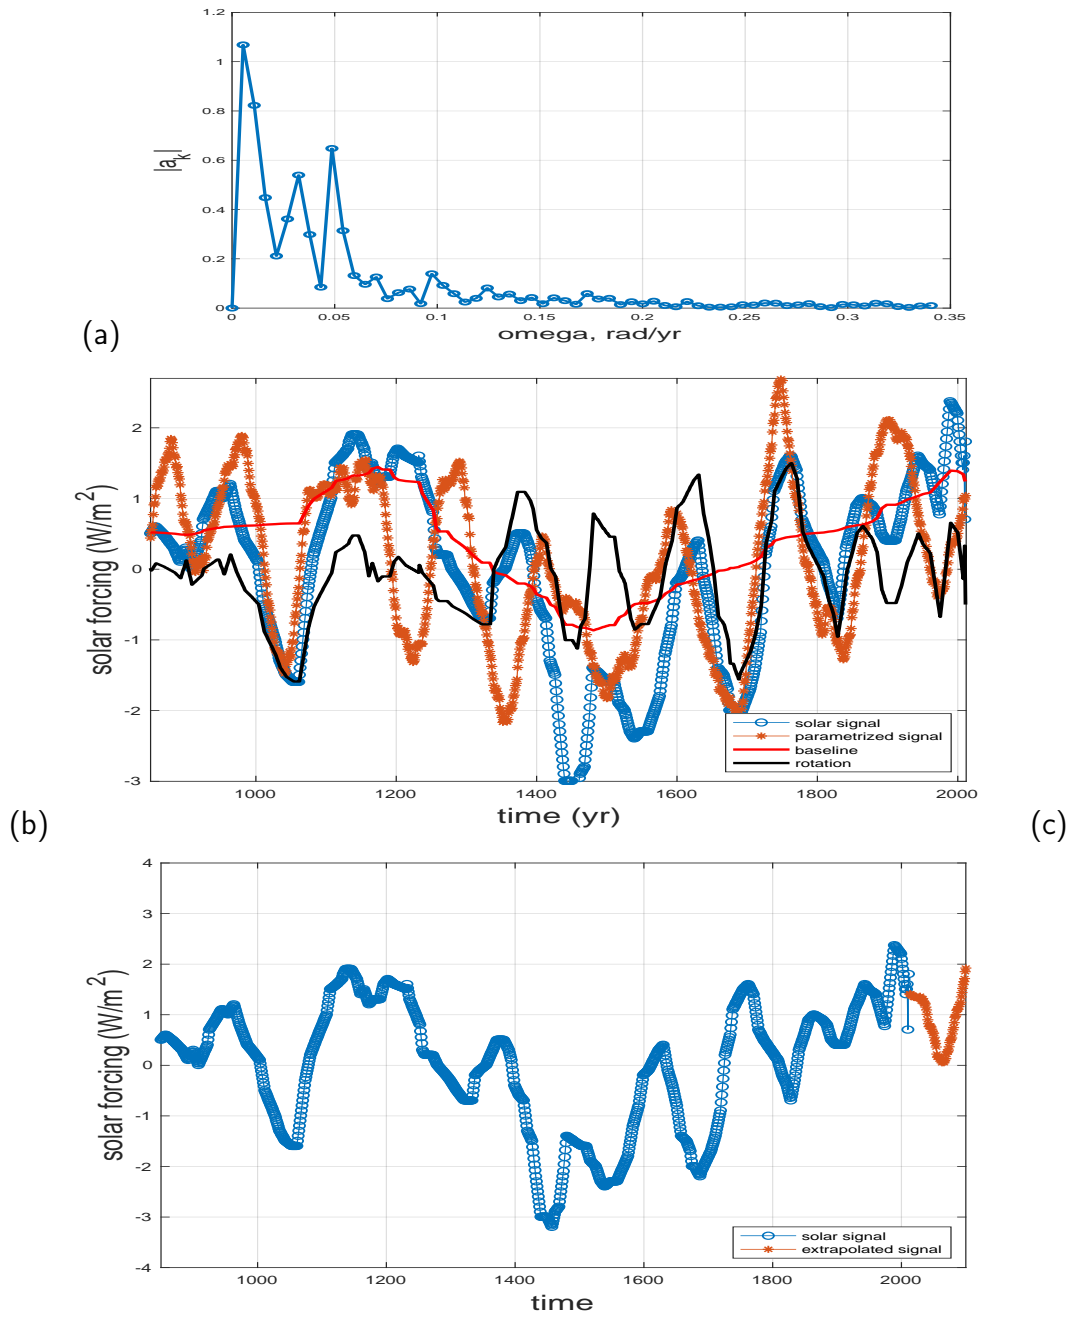 1.2
1
0.8
0.6
0.4
0.2
0
|a_k|
0 0.05 0.1 0.15 0.2 0.25 0.3 0.35
omega, rad/yr
(a)
2
1
0
-1
-2
-3
solar forcing (W/m^2)
solar signal
parametrized signal
baseline
rotation
1000 1200 1400 1600 1800 2000
time (yr)
(b)
(c)
4
3
2
1
0
-1
-2
-3
-4
solar forcing (W/m^2)
solar signal
extrapolated signal
1000 1200 1400 1600 1800 2000
time